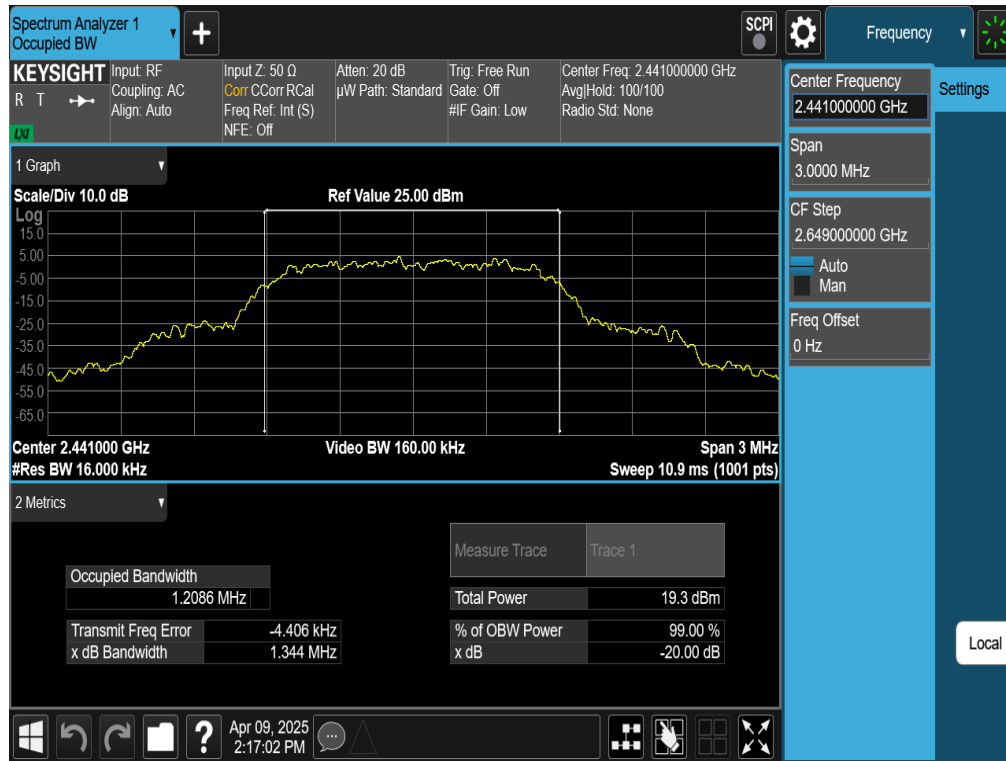 Spectrum Analyzer 1
Occupied BW
+
SCPI
Frequency
KEYSIGHT
R T
LXI
Input: RF
Coupling: AC
Align: Auto
Input Z: 50 Ω
Corr CCorr RCal
Freq Ref: Int (S)
NFE: Off
Atten: 20 dB
µW Path: Standard
Trig: Free Run
Gate: Off
#IF Gain: Low
Center Freq: 2.441000000 GHz
Avg|Hold: 100/100
Radio Std: None
Center Frequency
2.441000000 GHz
Settings
Span
3.0000 MHz
CF Step
2.649000000 GHz
Auto
Man
Freq Offset
0 Hz
Local
1 Graph
Scale/Div 10.0 dB
Ref Value 25.00 dBm
Log
15.0
5.00
-5.00
-15.0
-25.0
-35.0
-45.0
-55.0
-65.0
Center 2.441000 GHz
Video BW 160.00 kHz
Span 3 MHz
#Res BW 16.000 kHz
Sweep 10.9 ms (1001 pts)
2 Metrics
Measure Trace
Trace 1
Occupied Bandwidth
1.2086 MHz
Total Power
19.3 dBm
Transmit Freq Error
-4.406 kHz
% of OBW Power
99.00 %
x dB Bandwidth
1.344 MHz
x dB
-20.00 dB
?
Apr 09, 2025
2:17:02 PM